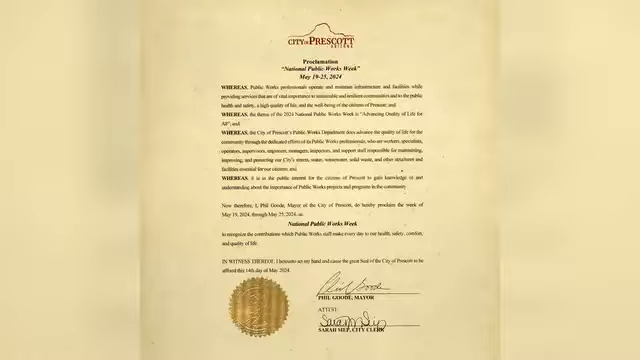 CITY OF PRESCOTT
ARIZONA
Proclamation
"National Public Works Week"
May 19-25, 2024
WHEREAS, Public Works professionals operate and maintain infrastructure and facilities while
providing services that are of vital importance to sustainable and resilient communities and to the public
health and safety, a high quality of life, and the well-being of the citizens of Prescott; and
WHEREAS, the theme of the 2024 National Public Works Week is "Advancing Quality of Life for
All"; and
WHEREAS, the City of Prescott's Public Works Department does advance the quality of life for the
community through the dedicated efforts of its Public Works professionals, who are workers, specialists,
operators, supervisors, engineers, managers, inspectors, and support staff responsible for maintaining,
improving, and protecting our City's streets, water, wastewater, solid waste, and other structures and
facilities essential for our citizens; and
WHEREAS, it is in the public interest for the citizens of Prescott to gain knowledge of and
understanding about the importance of Public Works projects and programs in the community
Now therefore, I, Phil Goode, Mayor of the City of Prescott, do hereby proclaim the week of
May 19, 2024, through May 25, 2024, as:
National Public Works Week
to recognize the contributions which Public Works staff make every day to our health, safety, comfort,
and quality of life.
IN WITNESS THEREOF, I hereunto set my hand and cause the great Seal of the City of Prescott to be
affixed this 14th day of May 2024.
Phil Goode
PHIL GOODE, MAYOR
ATTEST:
SARAH SIEP, CITY CLERK